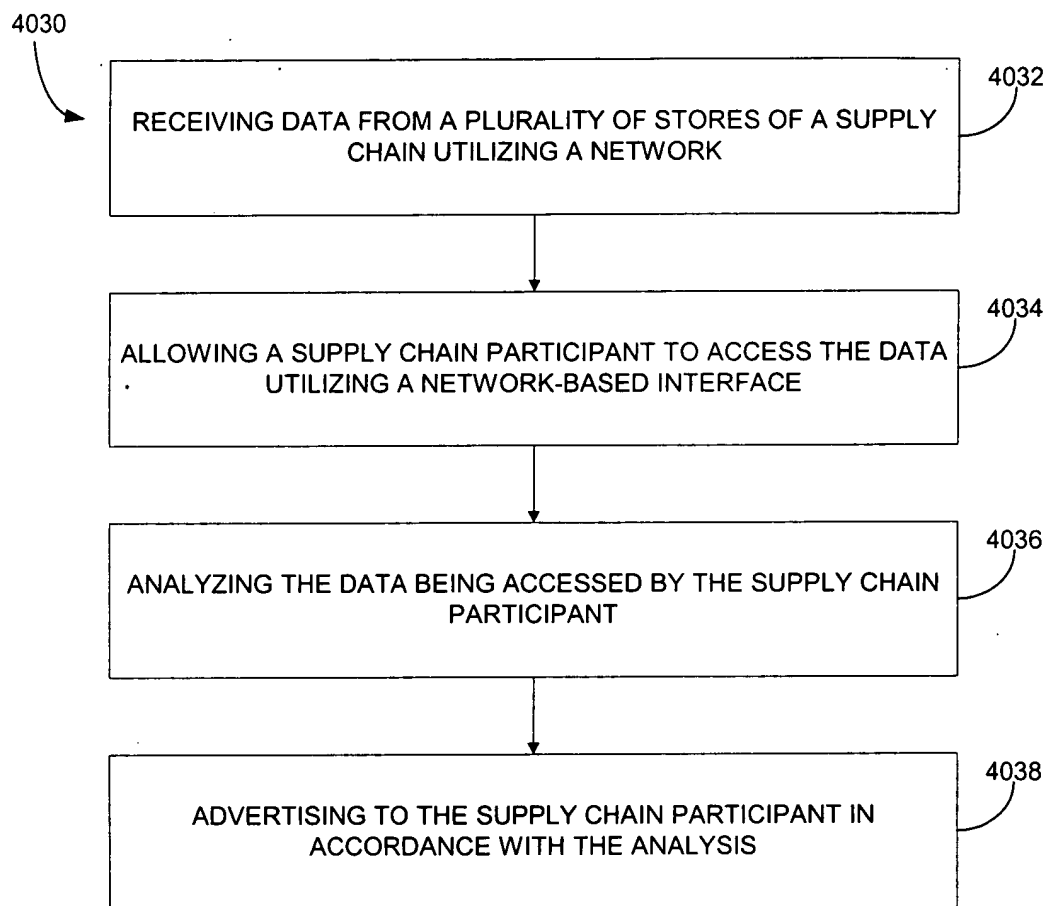 4030
4032
RECEIVING DATA FROM A PLURALITY OF STORES OF A SUPPLY
CHAIN UTILIZING A NETWORK
4034
ALLOWING A SUPPLY CHAIN PARTICIPANT TO ACCESS THE DATA
UTILIZING A NETWORK-BASED INTERFACE
4036
ANALYZING THE DATA BEING ACCESSED BY THE SUPPLY CHAIN
PARTICIPANT
4038
ADVERTISING TO THE SUPPLY CHAIN PARTICIPANT IN
ACCORDANCE WITH THE ANALYSIS